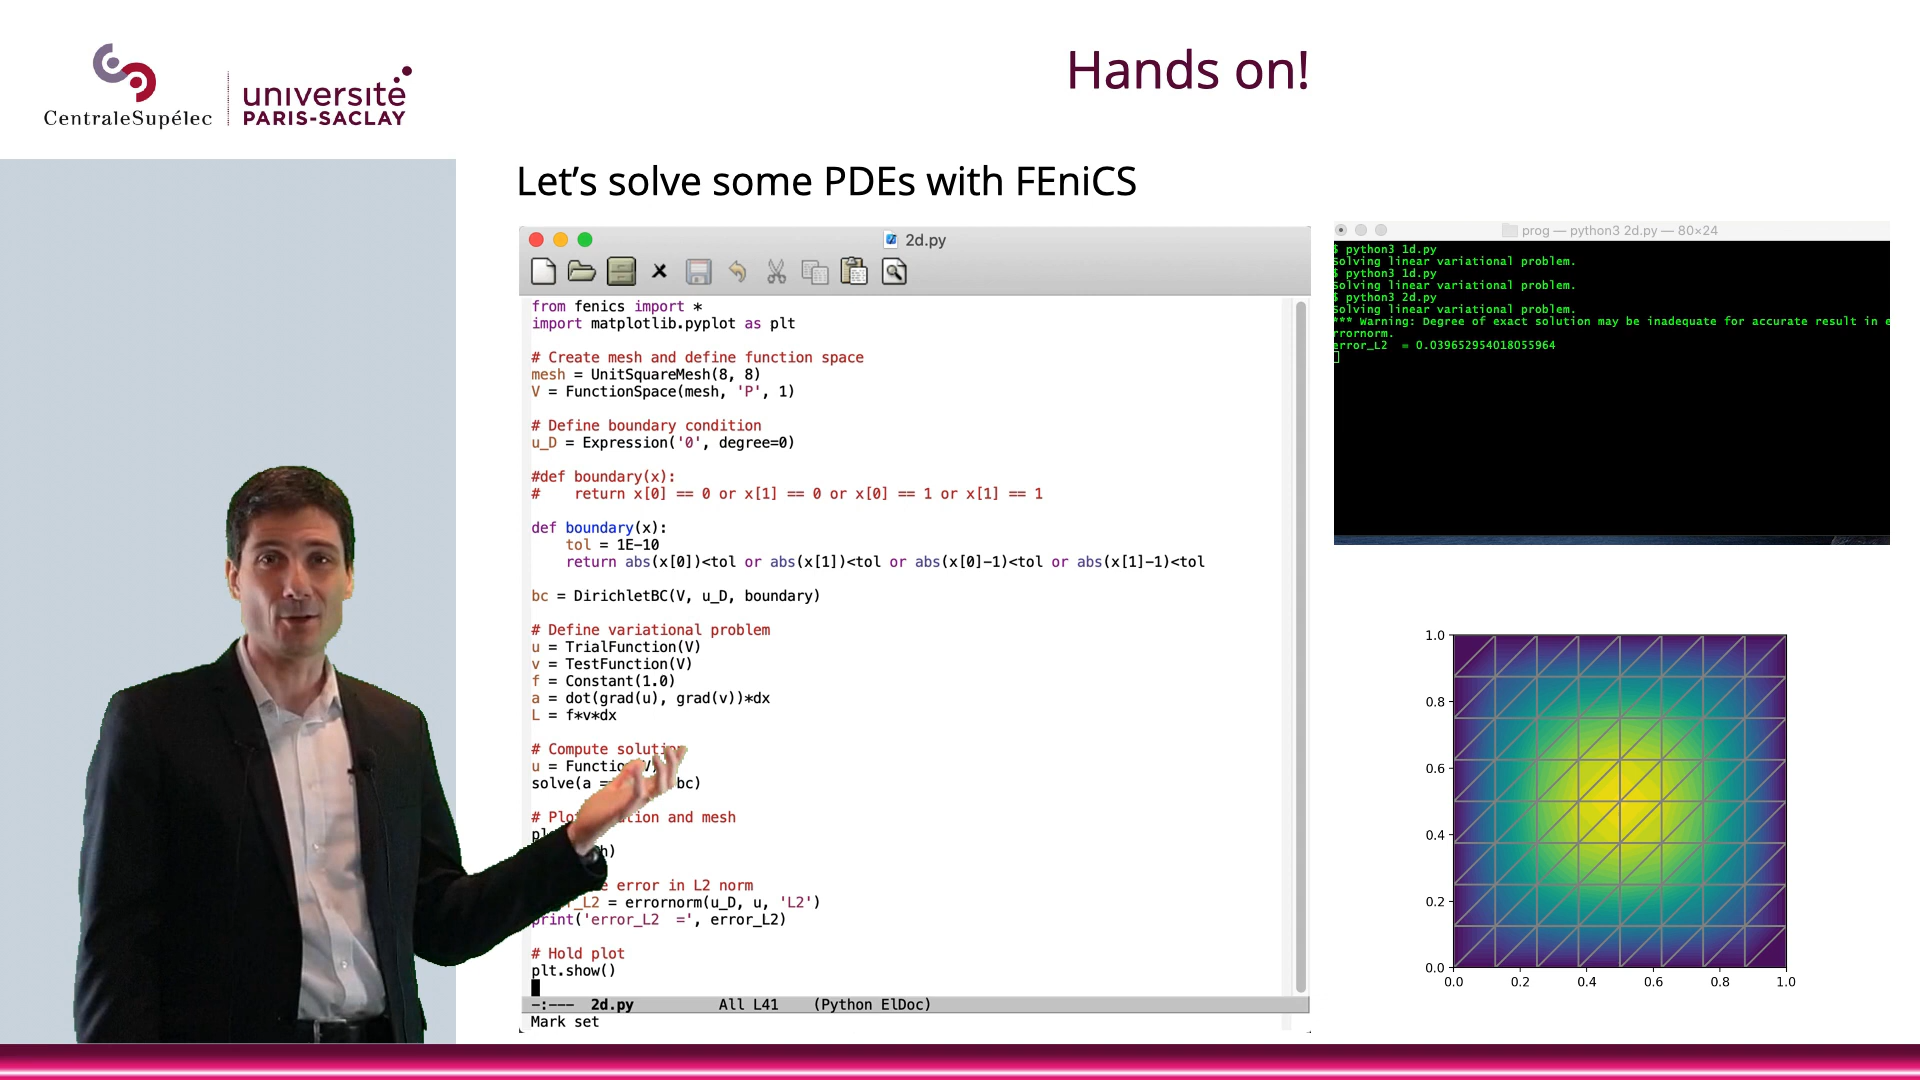 CentraleSupélec
université
PARIS-SACLAY
Hands on!
Let's solve some PDEs with FEniCS
2d.py
from fenics import *
import matplotlib.pyplot as plt
# Create mesh and define function space
mesh = UnitSquareMesh(8, 8)
V = FunctionSpace(mesh, 'P', 1)
# Define boundary condition
u_D = Expression('0', degree=0)
#def boundary(x):
#    return x[0] == 0 or x[1] == 0 or x[0] == 1 or x[1] == 1
def boundary(x):
    tol = 1E-10
    return abs(x[0])<tol or abs(x[1])<tol or abs(x[0]-1)<tol or abs(x[1]-1)<tol
bc = DirichletBC(V, u_D, boundary)
# Define variational problem
u = TrialFunction(V)
v = TestFunction(V)
f = Constant(1.0)
a = dot(grad(u), grad(v))*dx
L = f*v*dx
# Compute solution
u = Functio V)
solve(a = bc)
# Plo tion and mesh
pl
h)
e error in L2 norm
_L2 = errornorm(u_D, u, 'L2')
print('error_L2  =', error_L2)
# Hold plot
plt.show()
-:---  2d.py          All L41    (Python ElDoc)
Mark set
prog — python3 2d.py — 80×24
$ python3 1d.py
Solving linear variational problem.
$ python3 1d.py
Solving linear variational problem.
$ python3 2d.py
Solving linear variational problem.
*** Warning: Degree of exact solution may be inadequate for accurate result in e
rrornorm.
error_L2  = 0.039652954018055964
1.0
0.8
0.6
0.4
0.2
0.0
0.0 0.2 0.4 0.6 0.8 1.0